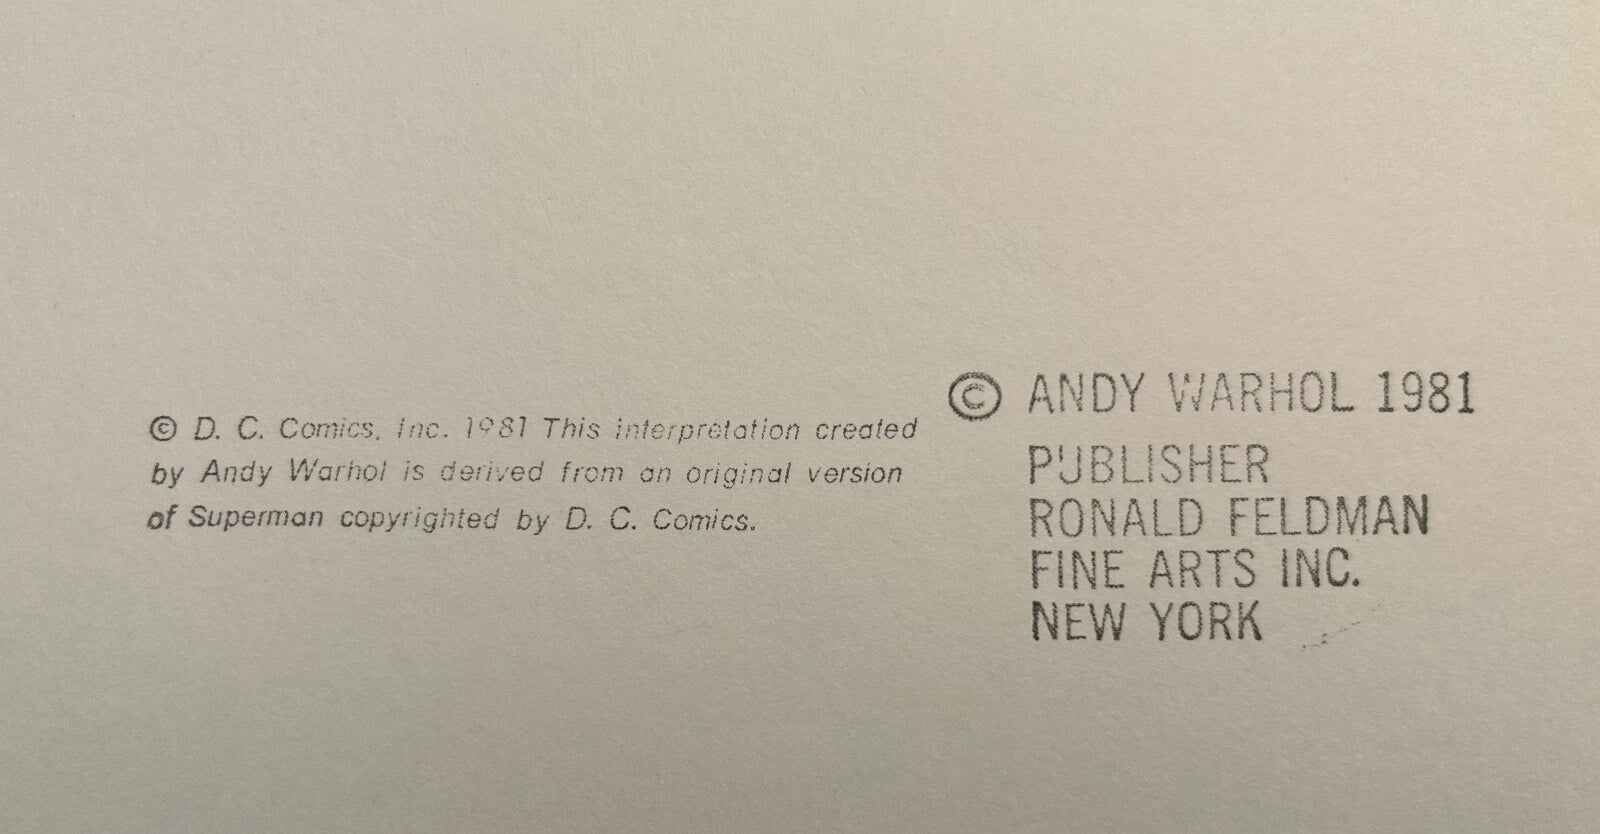 © D. C. Comics, Inc. 1981 This interpretation created
by Andy Warhol is derived from an original version
of Superman copyrighted by D. C. Comics.
© ANDY WARHOL 1981
PUBLISHER
RONALD FELDMAN
FINE ARTS INC.
NEW YORK